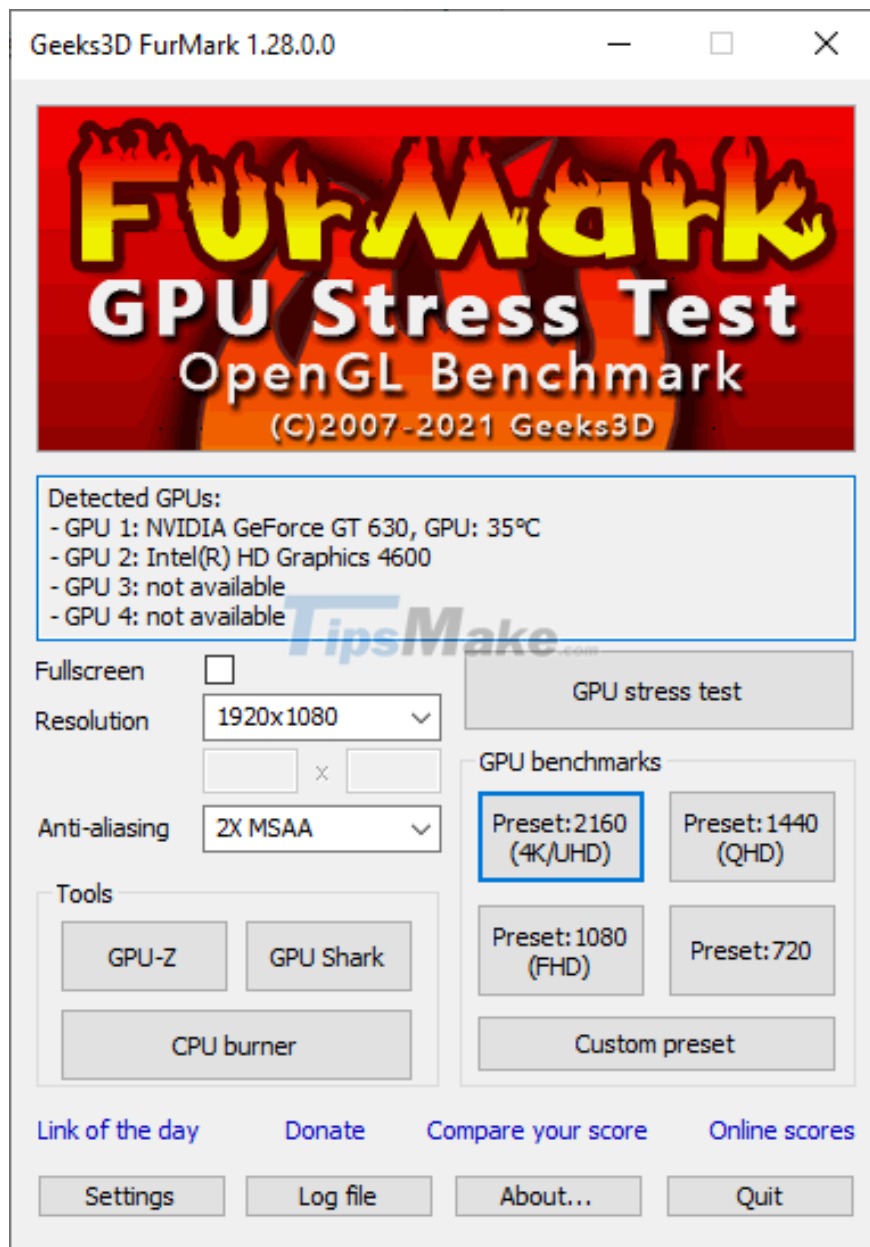 Geeks3D FurMark 1.28.0.0
FurMark
GPU Stress Test
OpenGL Benchmark
(C)2007-2021 Geeks3D
Detected GPUs:
- GPU 1: NVIDIA GeForce GT 630, GPU: 35°C
- GPU 2: Intel(R) HD Graphics 4600
- GPU 3: not available
- GPU 4: not available
TipsMake.com
Fullscreen
GPU stress test
Resolution
1920x1080
x
Anti-aliasing
2X MSAA
GPU benchmarks
Preset:2160
(4K/UHD)
Preset:1440
(QHD)
Preset:1080
(FHD)
Preset:720
Custom preset
Tools
GPU-Z
GPU Shark
CPU burner
Link of the day
Donate
Compare your score
Online scores
Settings
Log file
About...
Quit